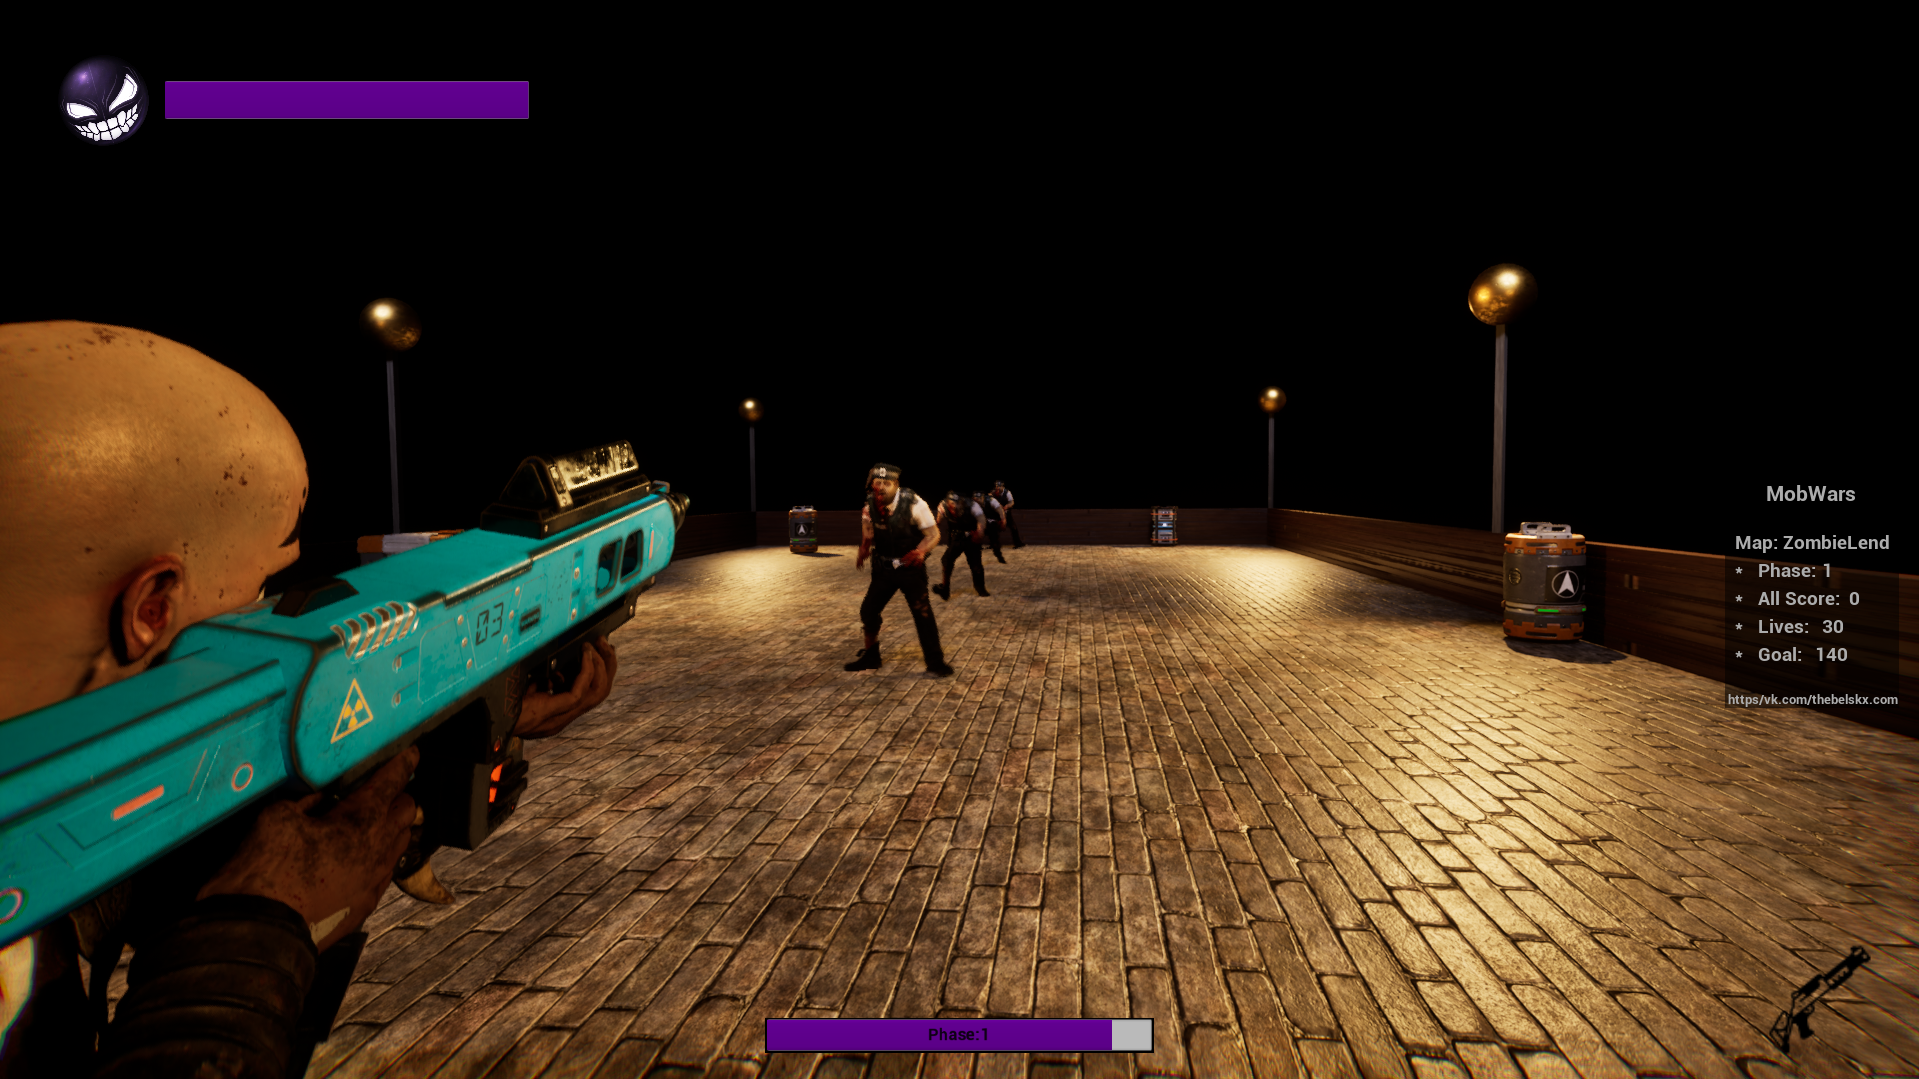 03
MobWars
Map: ZombieLend
* Phase: 1
* All Score: 0
* Lives: 30
* Goal: 140
https/vk.com/thebelskx.com
Phase:1